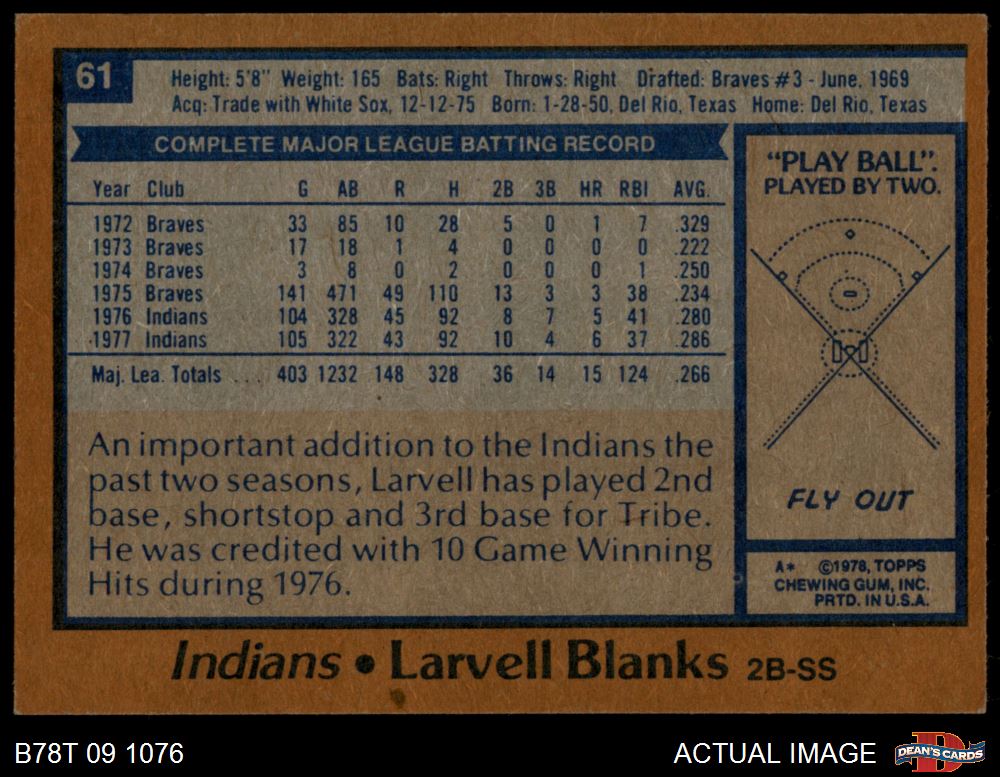 61
Height: 5'8" Weight: 165 Bats: Right Throws: Right Drafted: Braves #3 - June, 1969
Acq: Trade with White Sox, 12-12-75 Born: 1-28-50, Del Rio, Texas Home: Del Rio, Texas
COMPLETE MAJOR LEAGUE BATTING RECORD
Year Club G AB R H 2B 3B HR RBI AVG.
1972 Braves 33 85 10 28 5 0 1 7 .329
1973 Braves 17 18 1 4 0 0 0 0 .222
1974 Braves 3 8 0 2 0 0 0 1 .250
1975 Braves 141 471 49 110 13 3 3 38 .234
1976 Indians 104 328 45 92 8 7 5 41 .280
1977 Indians 105 322 43 92 10 4 6 37 .286
Maj. Lea. Totals ... 403 1232 148 328 36 14 15 124 .266
An important addition to the Indians the
past two seasons, Larvell has played 2nd
base, shortstop and 3rd base for Tribe.
He was credited with 10 Game Winning
Hits during 1976.
"PLAY BALL":
PLAYED BY TWO.
FLY OUT
A* ©1978, TOPPS
CHEWING GUM, INC.
PRTD. IN U.S.A.
Indians • Larvell Blanks 2B-SS
B78T 09 1076
ACTUAL IMAGE
DEAN'S CARDS